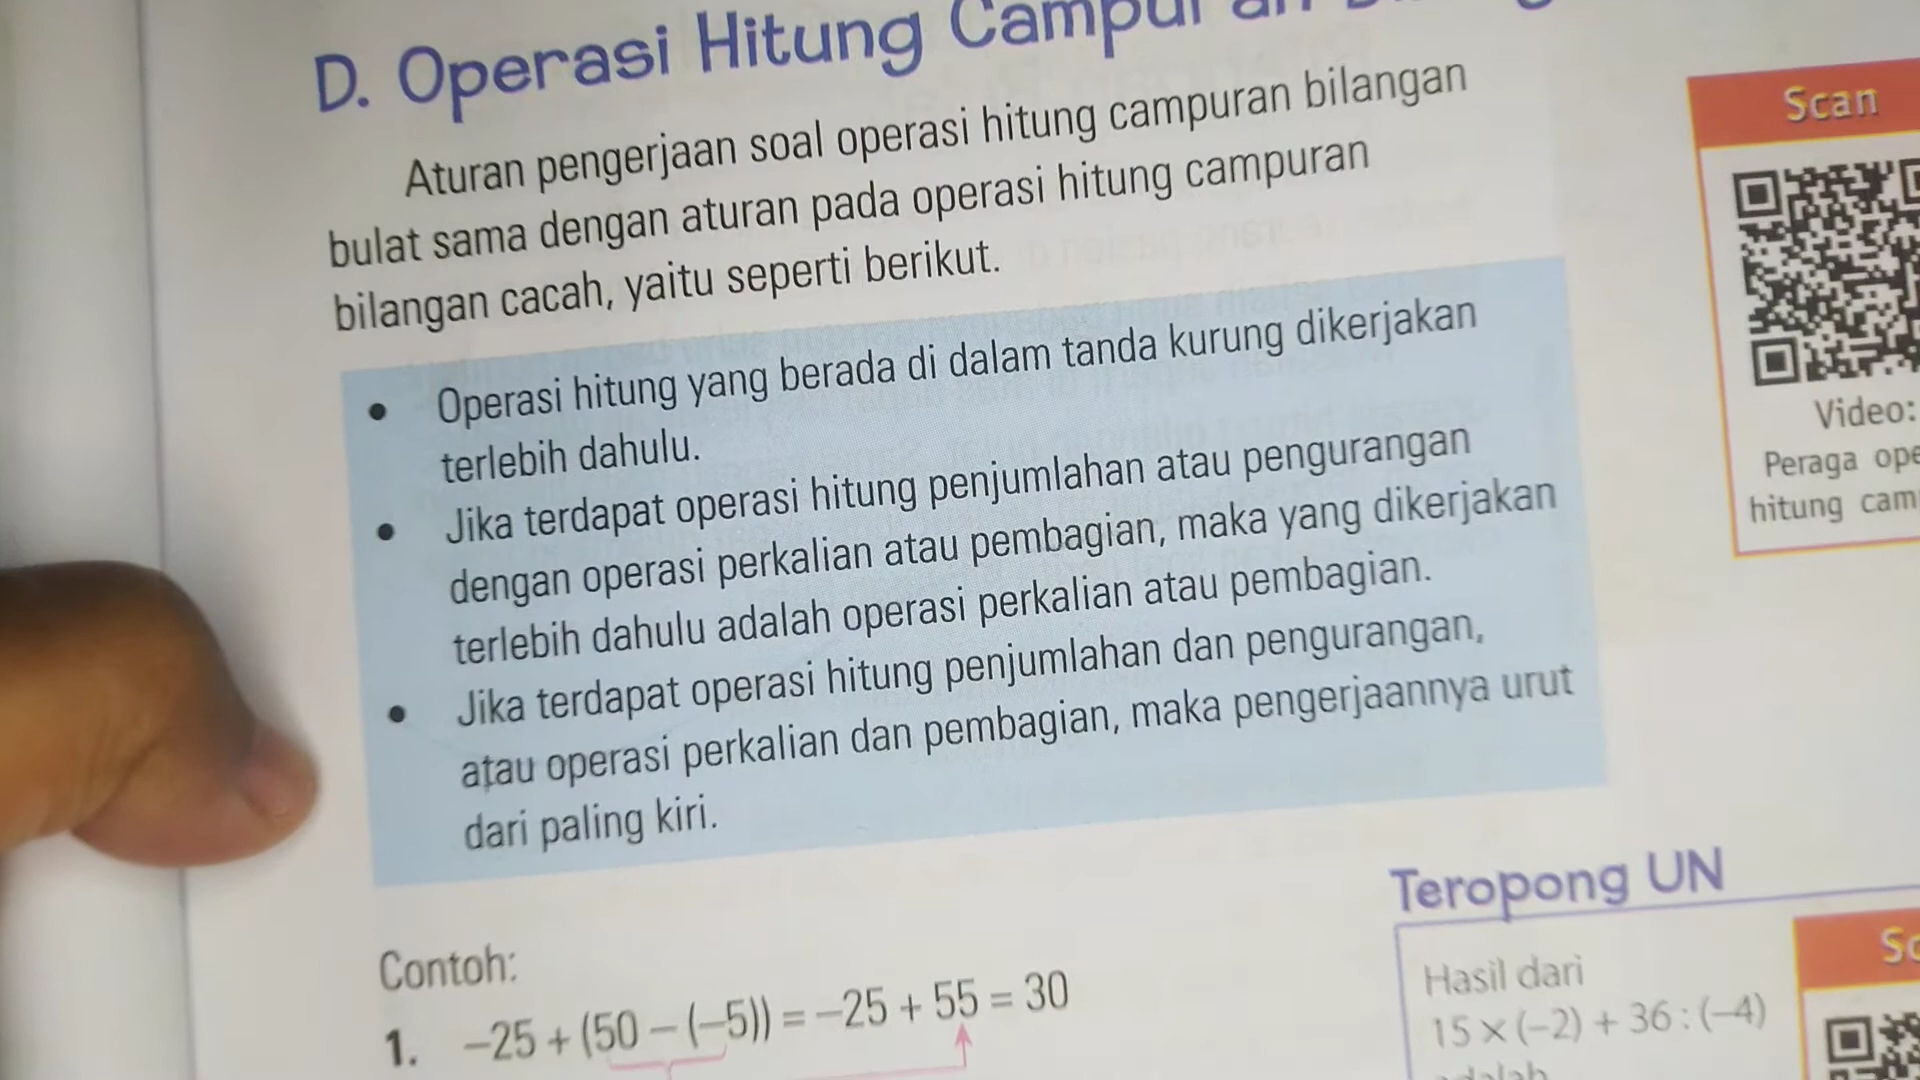 D. Operasi Hitung Campuran
Aturan pengerjaan soal operasi hitung campuran bilangan
bulat sama dengan aturan pada operasi hitung campuran
bilangan cacah, yaitu seperti berikut.
• Operasi hitung yang berada di dalam tanda kurung dikerjakan
terlebih dahulu.
• Jika terdapat operasi hitung penjumlahan atau pengurangan
dengan operasi perkalian atau pembagian, maka yang dikerjakan
terlebih dahulu adalah operasi perkalian atau pembagian.
• Jika terdapat operasi hitung penjumlahan dan pengurangan,
atau operasi perkalian dan pembagian, maka pengerjaannya urut
dari paling kiri.
Contoh:
1. –25 + (50 – (–5)) = –25 + 55 = 30
Scan
Video:
Peraga ope
hitung cam
Teropong UN
Hasil dari
15 × (–2) + 36 : (–4)
adalah
Sc